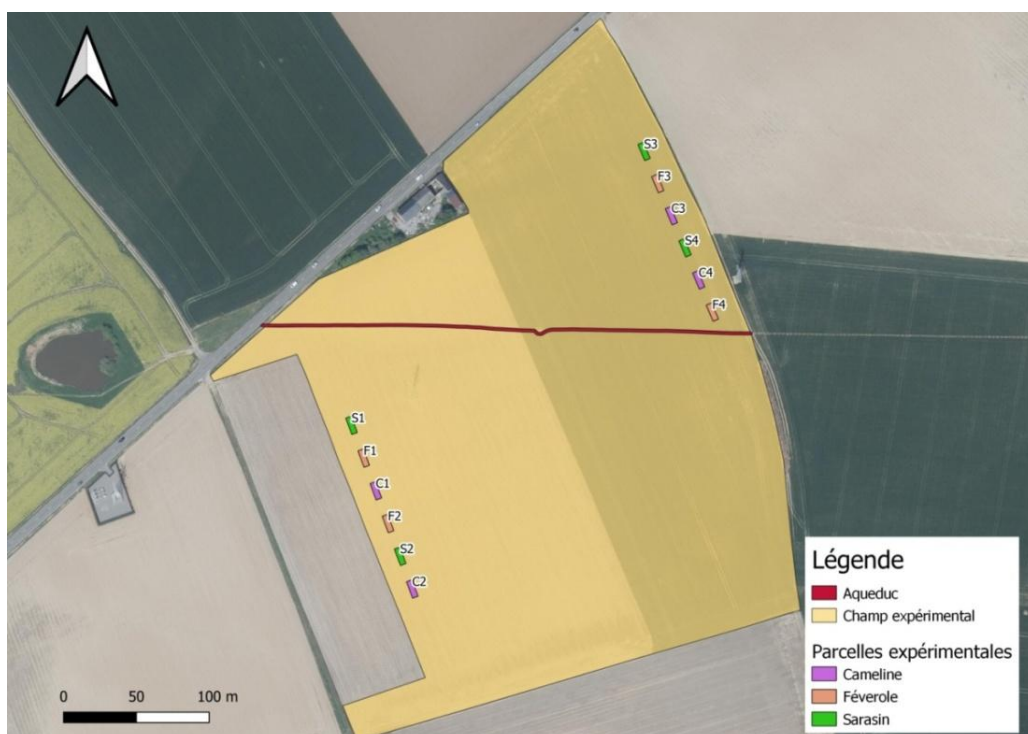 S3
F3
C3
S4
C4
F4
S1
F1
C1
F2
S2
C2
0 50 100 m
Légende
Aqueduc
Champ expérimental
Parcelles expérimentales
Cameline
Féverole
Sarasin